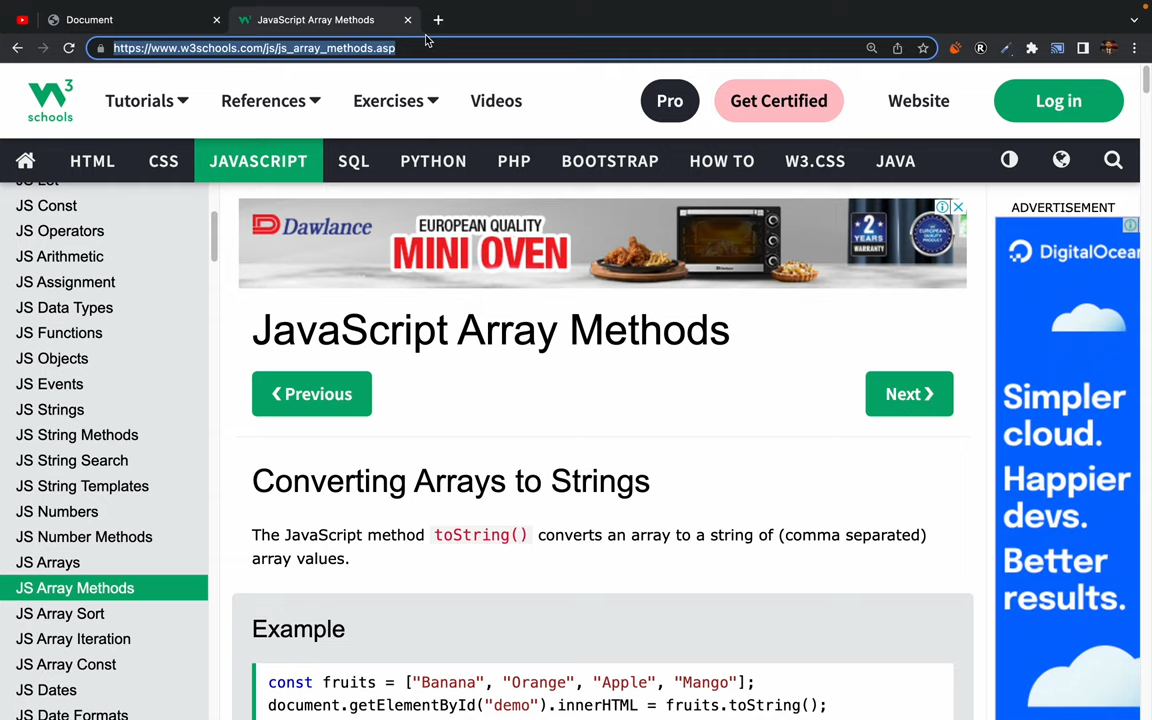 Document
JavaScript Array Methods
https://www.w3schools.com/js/js_array_methods.asp
W3
schools
Tutorials
References
Exercises
Videos
Pro
Get Certified
Website
Log in
HTML
CSS
JAVASCRIPT
SQL
PYTHON
PHP
BOOTSTRAP
HOW TO
W3.CSS
JAVA
JS Const
JS Operators
JS Arithmetic
JS Assignment
JS Data Types
JS Functions
JS Objects
JS Events
JS Strings
JS String Methods
JS String Search
JS String Templates
JS Numbers
JS Number Methods
JS Arrays
JS Array Methods
JS Array Sort
JS Array Iteration
JS Array Const
JS Dates
JS Date Formats
Dawlance
EUROPEAN QUALITY
MINI OVEN
2
YEARS
WARRANTY
JavaScript Array Methods
❮ Previous
Next ❯
Converting Arrays to Strings
The JavaScript method toString() converts an array to a string of (comma separated)
array values.
Example
const fruits = ["Banana", "Orange", "Apple", "Mango"];
document.getElementById("demo").innerHTML = fruits.toString();
ADVERTISEMENT
DigitalOcean
Simpler
cloud.
Happier
devs.
Better
results.